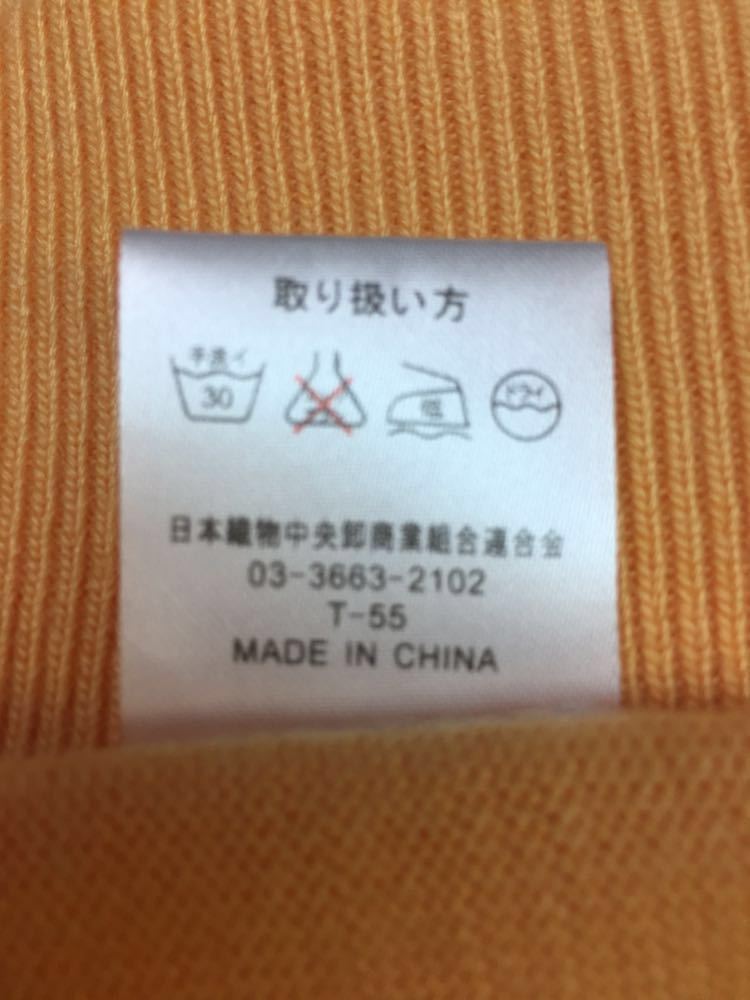 取り扱い方
手洗イ
30
低
ドライ
日本織物中央卸商業組合連合会
03-3663-2102
T-55
MADE IN CHINA